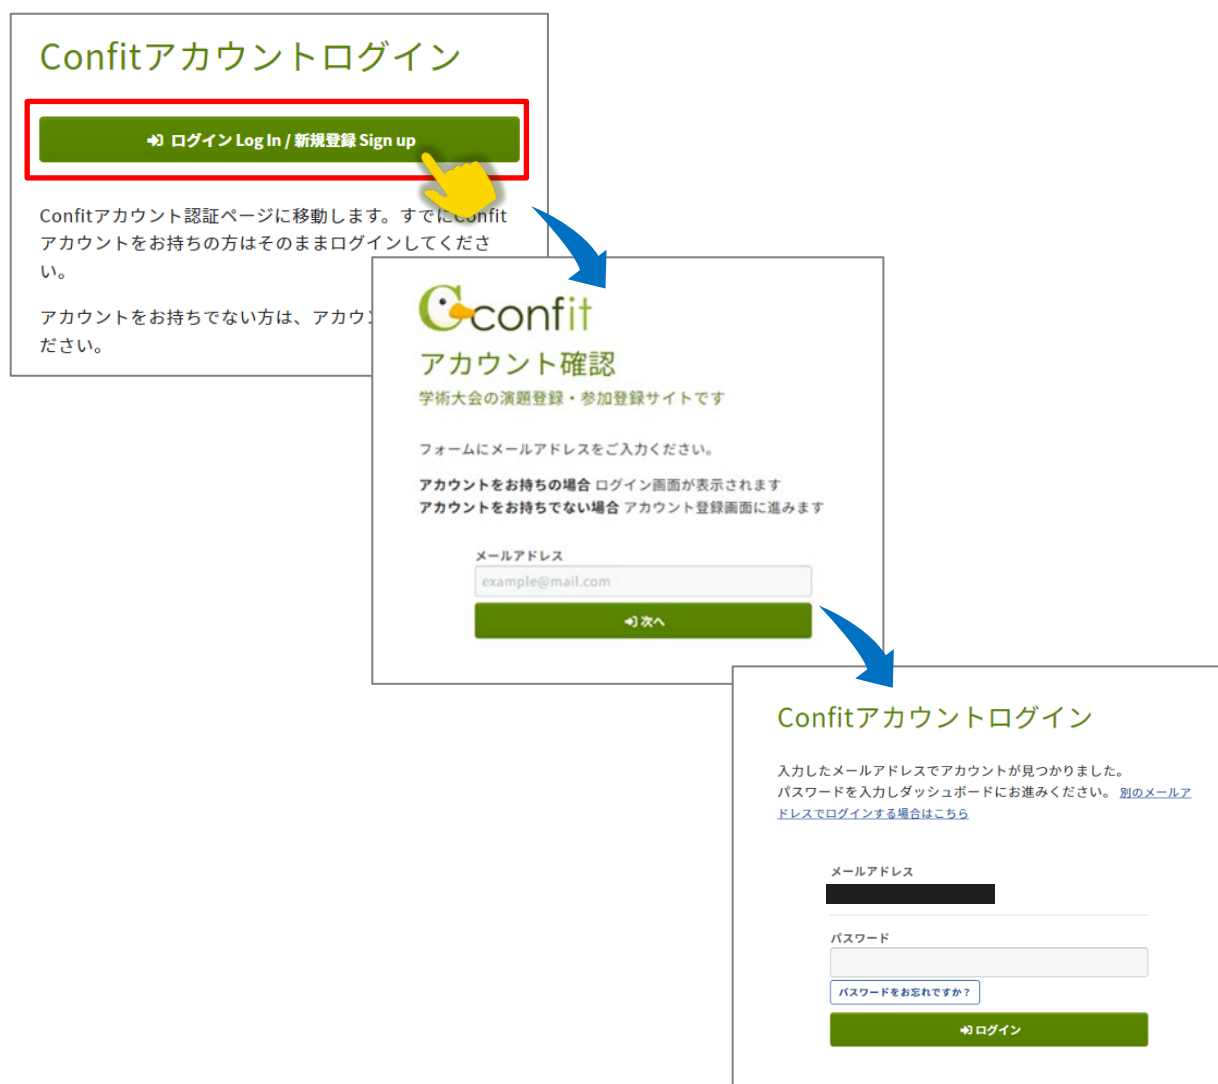 Confitアカウントログイン
ログイン Log In / 新規登録 Sign up
Confitアカウント認証ページに移動します。すでにConfit
アカウントをお持ちの方はそのままログインしてくださ
い。
アカウントをお持ちでない方は、アカウ
ださい。
confit
アカウント確認
学術大会の演題登録・参加登録サイトです
フォームにメールアドレスをご入力ください。
アカウントをお持ちの場合 ログイン画面が表示されます
アカウントをお持ちでない場合 アカウント登録画面に進みます
メールアドレス
example@mail.com
次へ
Confitアカウントログイン
入力したメールアドレスでアカウントが見つかりました。
パスワードを入力しダッシュボードにお進みください。 別のメールア
ドレスでログインする場合はこちら
メールアドレス
パスワード
パスワードをお忘れですか？
ログイン